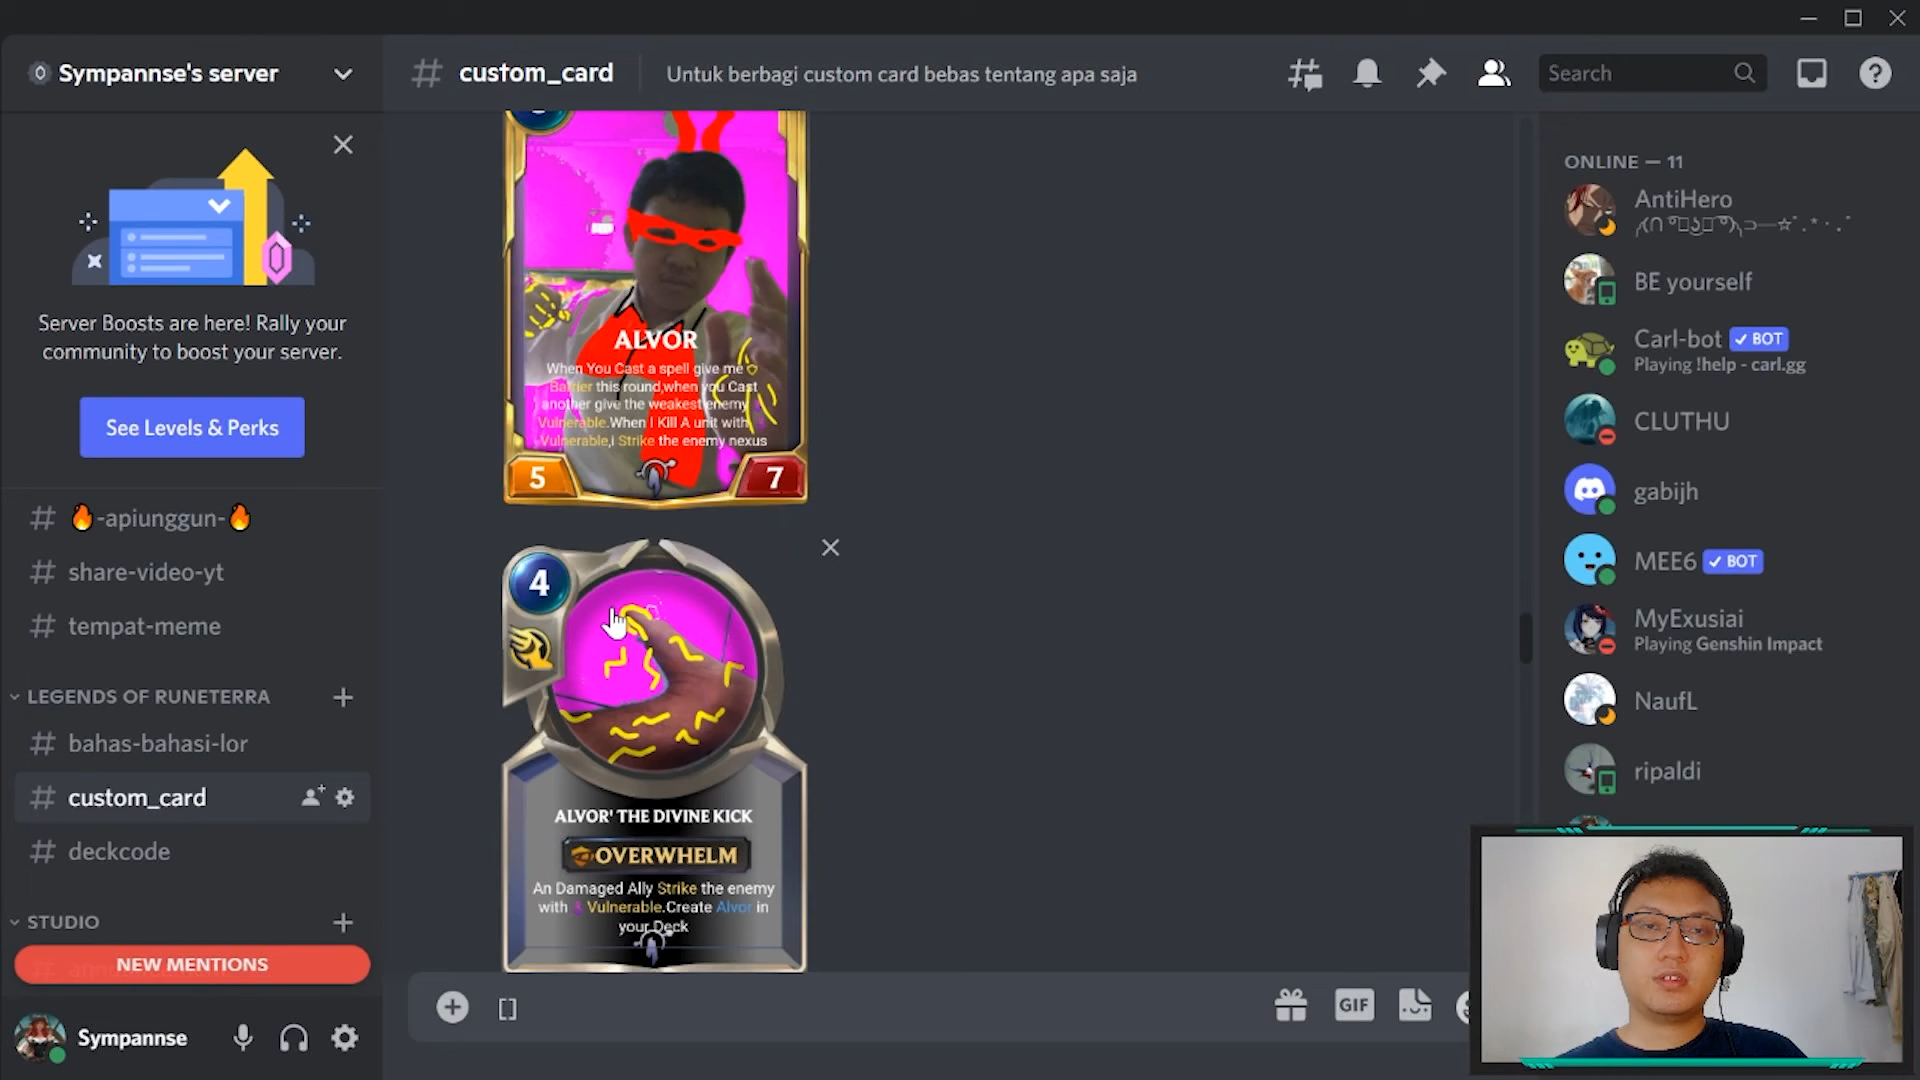 Sympannse's server
custom_card
Untuk berbagi custom card bebas tentang apa saja
Search
Server Boosts are here! Rally your
community to boost your server.
See Levels & Perks
-apiunggun-
share-video-yt
tempat-meme
LEGENDS OF RUNETERRA
bahas-bahasi-lor
custom_card
deckcode
STUDIO
NEW MENTIONS
Sympannse
ALVOR
When You Cast a spell give me
Barrier this round,when you Cast
another give the weakest enemy
Vulnerable.When I Kill A unit with
Vulnerable,i Strike the enemy nexus
5
7
4
ALVOR' THE DIVINE KICK
OVERWHELM
An Damaged Ally Strike the enemy
with Vulnerable.Create Alvor in
your Deck
[]
GIF
ONLINE — 11
AntiHero
BE yourself
Carl-bot ✓ BOT
Playing !help - carl.gg
CLUTHU
gabijh
MEE6 ✓ BOT
MyExusiai
Playing Genshin Impact
NaufL
ripaldi